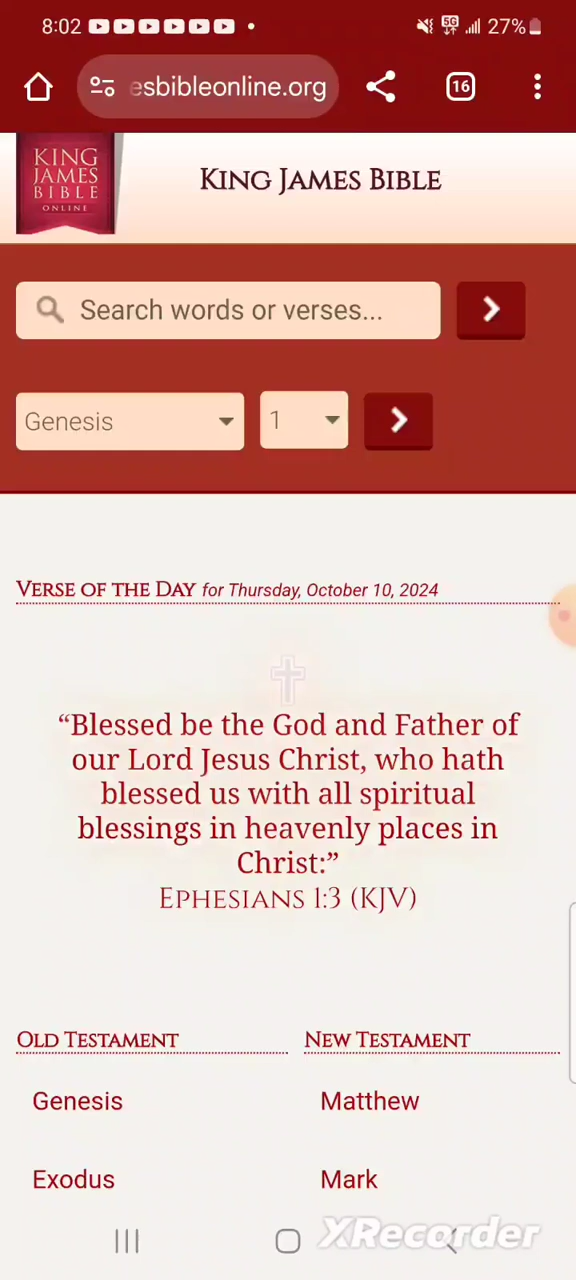 8:02 27%
esbibleonline.org 16
KING
JAMES
BIBLE
ONLINE
KING JAMES BIBLE
Search words or verses...
Genesis 1
VERSE OF THE DAY for Thursday, October 10, 2024
“Blessed be the God and Father of
our Lord Jesus Christ, who hath
blessed us with all spiritual
blessings in heavenly places in
Christ:”
EPHESIANS 1:3 (KJV)
OLD TESTAMENT NEW TESTAMENT
Genesis Matthew
Exodus Mark
XRecorder